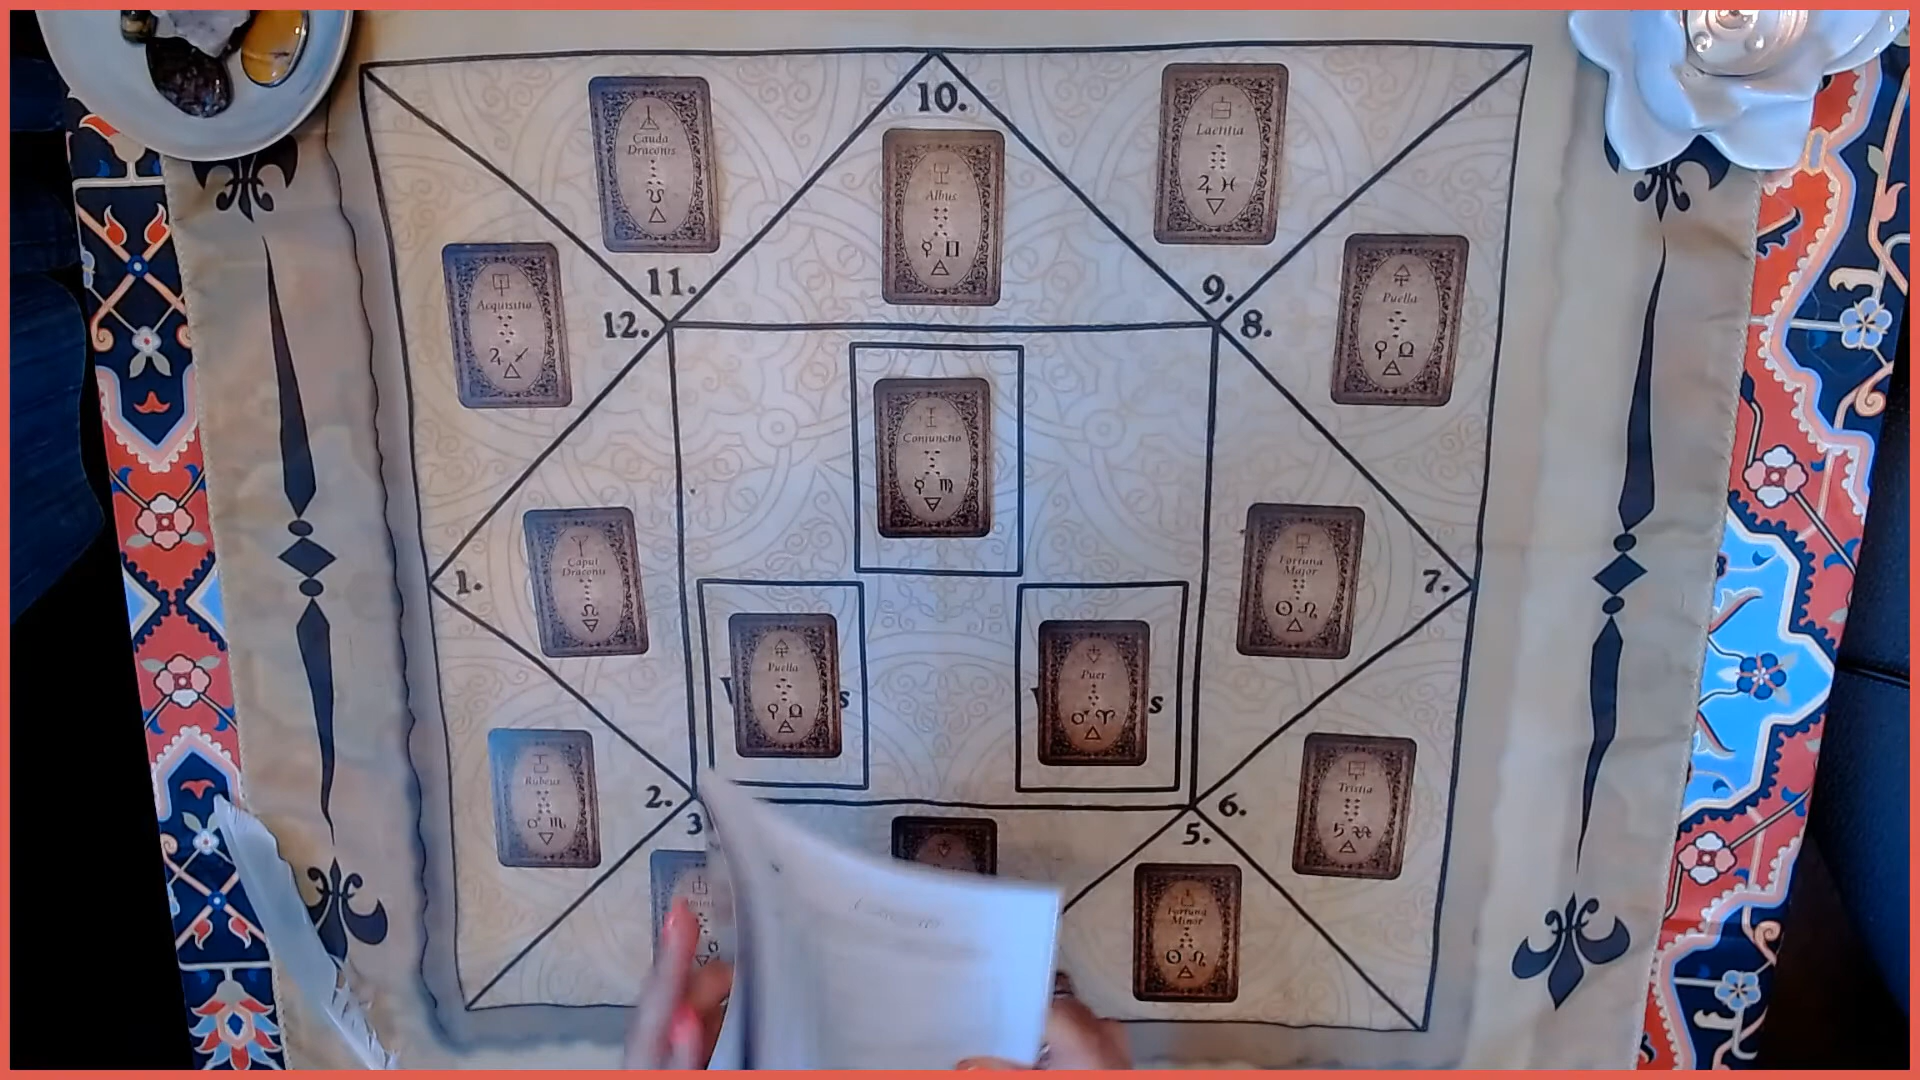 Cauda
Draconis
10.
Albus
Laetitia
Acquisitio
11.
12.
9.
8.
Puella
Conjunctio
1.
Caput
Draconis
Fortuna
Major
7.
Puella
s
Puer
s
Rubeus
2.
3
6.
5.
Tristia
Fortuna
Minor